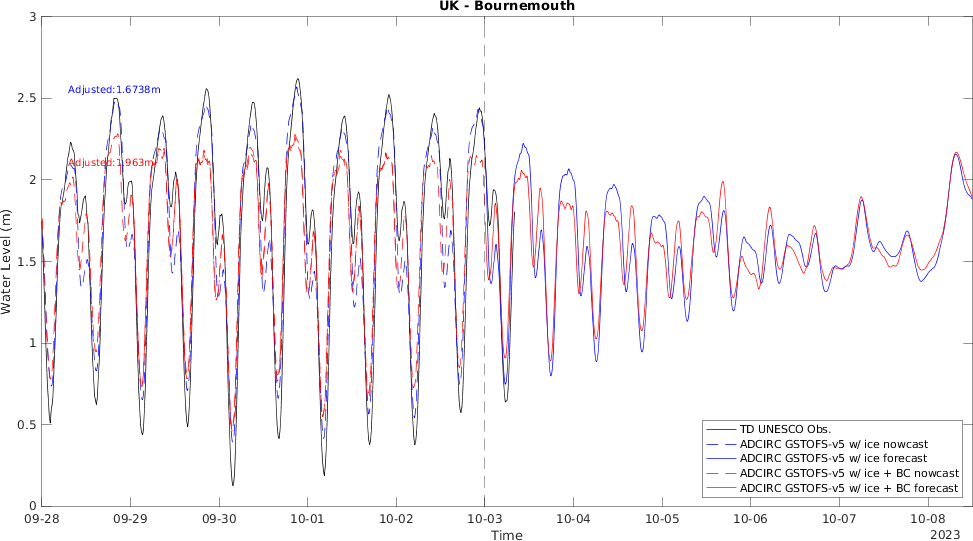 UK - Bournemouth
3
2.5
2
1.5
1
0.5
0
Water Level (m)
Adjusted:1.6738m
Adjusted:1.963m
TD UNESCO Obs.
ADCIRC GSTOFS-v5 w/ ice nowcast
ADCIRC GSTOFS-v5 w/ ice forecast
ADCIRC GSTOFS-v5 w/ ice + BC nowcast
ADCIRC GSTOFS-v5 w/ ice + BC forecast
09-28 09-29 09-30 10-01 10-02 10-03 10-04 10-05 10-06 10-07 10-08
2023
Time